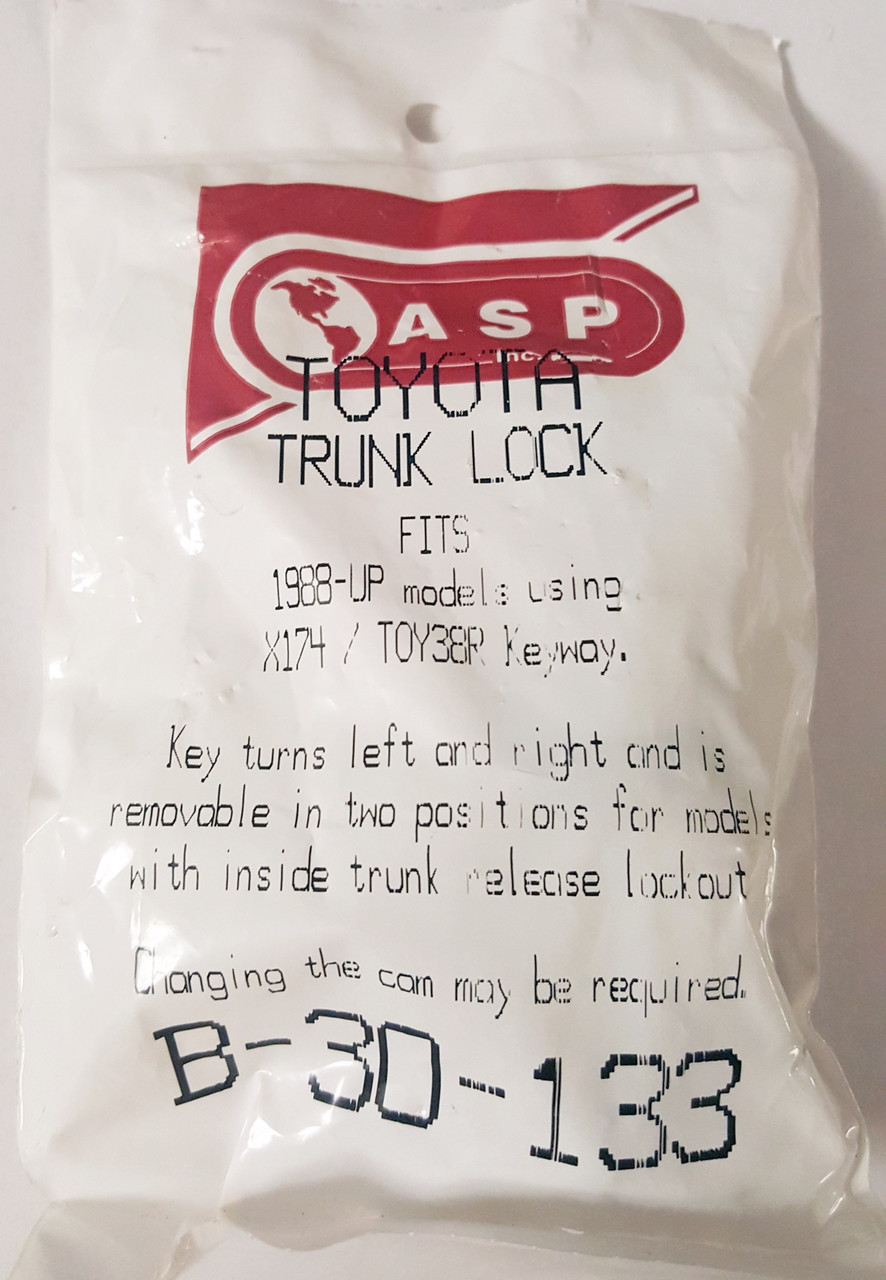 ASP
Inc.
TOYOTA
TRUNK LOCK
FITS
1988-UP models using
X174 / TOY38R Keyway.
Key turns left and right and is
removable in two positions for models
with inside trunk release lockout
Changing the cam may be required.
B-30-133